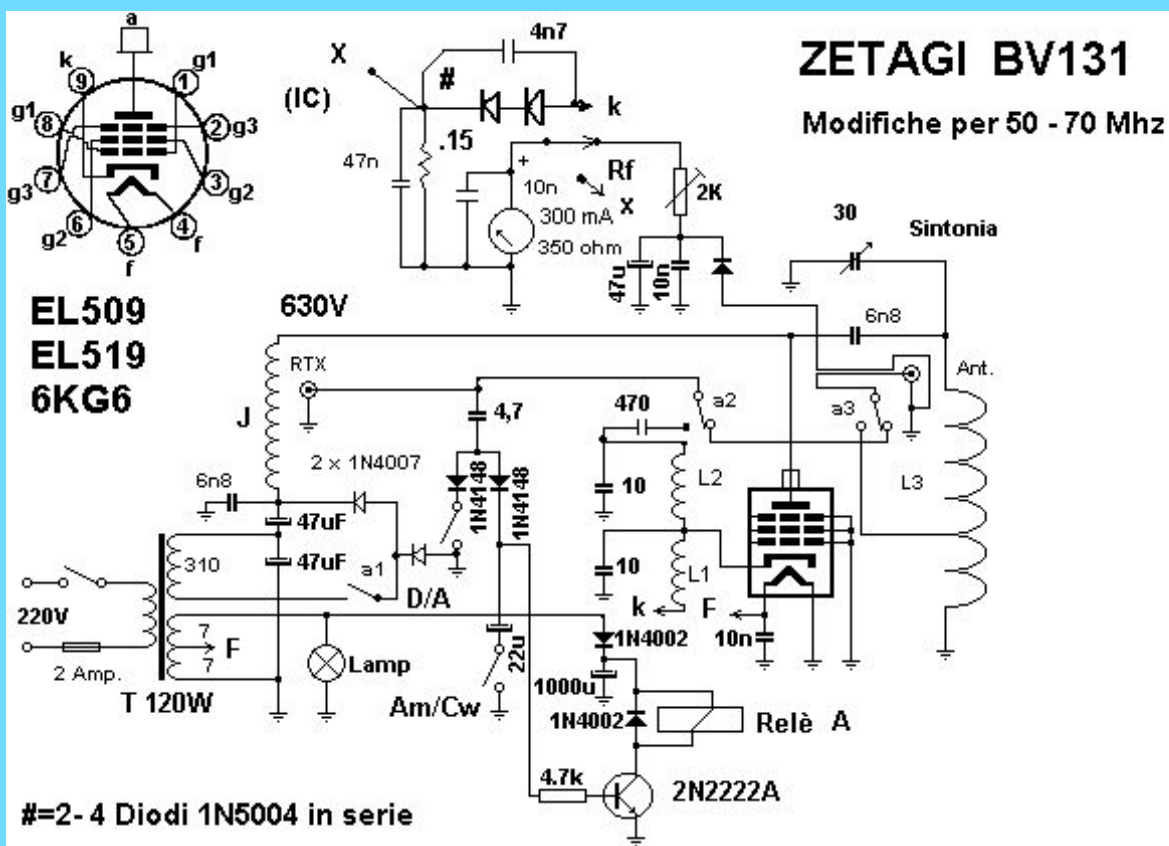 ZETAGI BV131
Modifiche per 50 - 70 Mhz
a
k
g1
9
1
g1
8
2
g3
g3
7
3
g2
g2
6
5
4
f
f
EL509
EL519
6KG6
X
(IC)
4n7
#
k
47n
.15
+
10n
300 mA
350 ohm
Rf
X
2K
47u
10n
30
Sintonia
630V
6n8
RTX
J
4,7
470
a2
a3
Ant.
2 x 1N4007
1N4148
1N4148
6n8
47uF
47uF
10
L2
L3
310
a1
D/A
10
L1
k
F
10n
220V
2 Amp.
7
F
7
T 120W
Lamp
22u
Am/Cw
1N4002
1000u
1N4002
Relè A
4.7k
2N2222A
#=2- 4 Diodi 1N5004 in serie